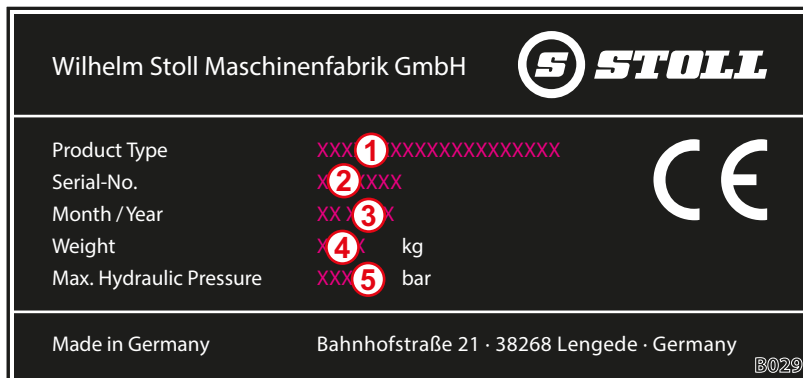 Wilhelm Stoll Maschinenfabrik GmbH
S STOLL
Product Type XXX 1 XXXXXXXXXXXXXX
Serial-No. X 2 XXXX
Month / Year XX X 3 X
Weight X 4 X kg
Max. Hydraulic Pressure XXX 5 bar
CE
Made in Germany Bahnhofstraße 21 · 38268 Lengede · Germany
B029